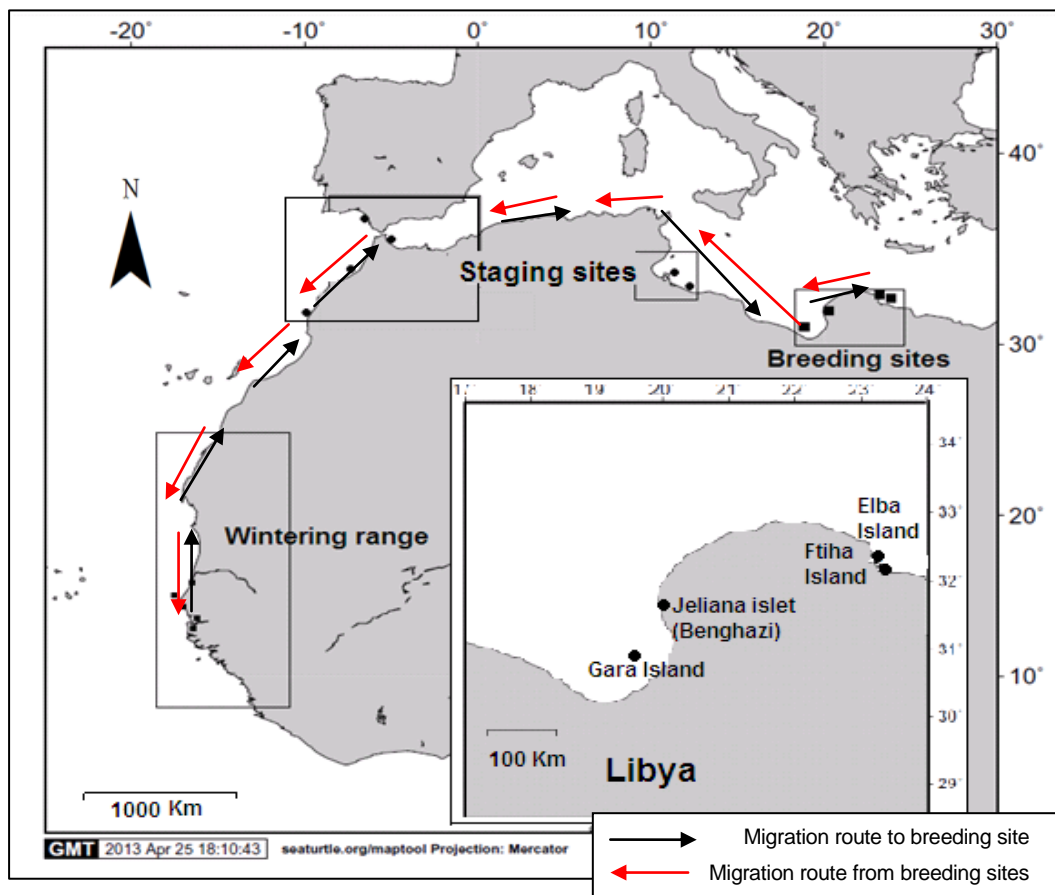 -20° -10° 0° 10° 20° 30°
40°
N
Staging sites
30°
Breeding sites
17 18 19 20 21 22 23 24
34°
Elba
Island
33°
20°
Wintering range
Ftiha
Island
32°
Jeliana islet
(Benghazi)
31°
Gara Island
10°
30°
100 Km
Libya
29°
1000 Km
GMT 2013 Apr 25 18:10:43 seaturtle.org/maptool Projection: Mercator
Migration route to breeding site
Migration route from breeding sites